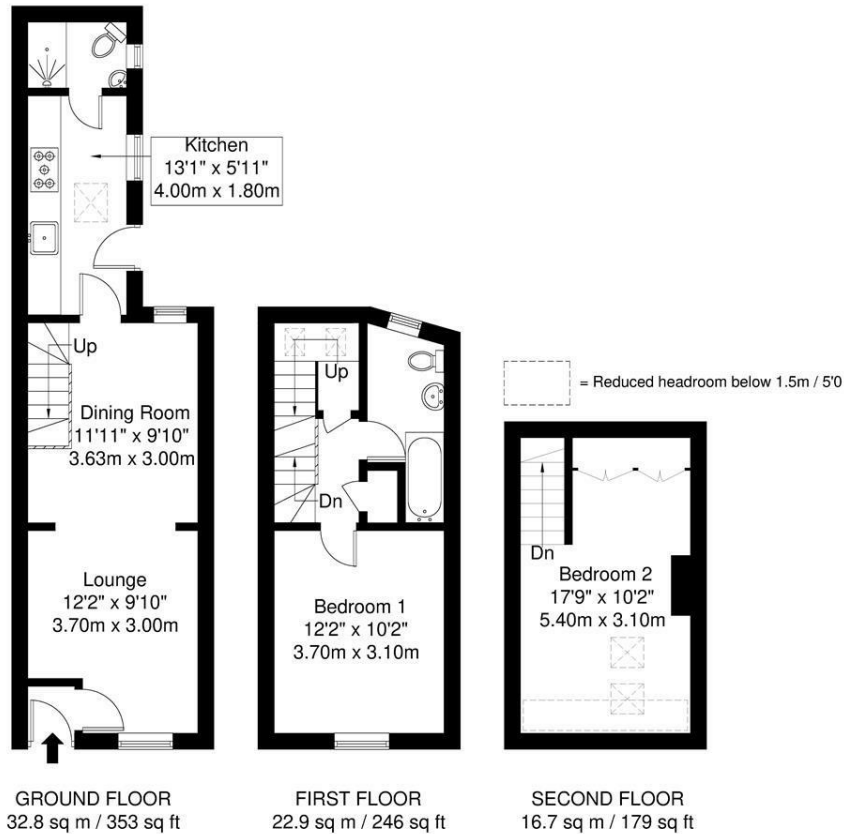 Kitchen
13'1" x 5'11"
4.00m x 1.80m
Up
Dining Room
11'11" x 9'10"
3.63m x 3.00m
Lounge
12'2" x 9'10"
3.70m x 3.00m
GROUND FLOOR
32.8 sq m / 353 sq ft
Up
Dn
Bedroom 1
12'2" x 10'2"
3.70m x 3.10m
FIRST FLOOR
22.9 sq m / 246 sq ft
= Reduced headroom below 1.5m / 5'0
Dn
Bedroom 2
17'9" x 10'2"
5.40m x 3.10m
SECOND FLOOR
16.7 sq m / 179 sq ft